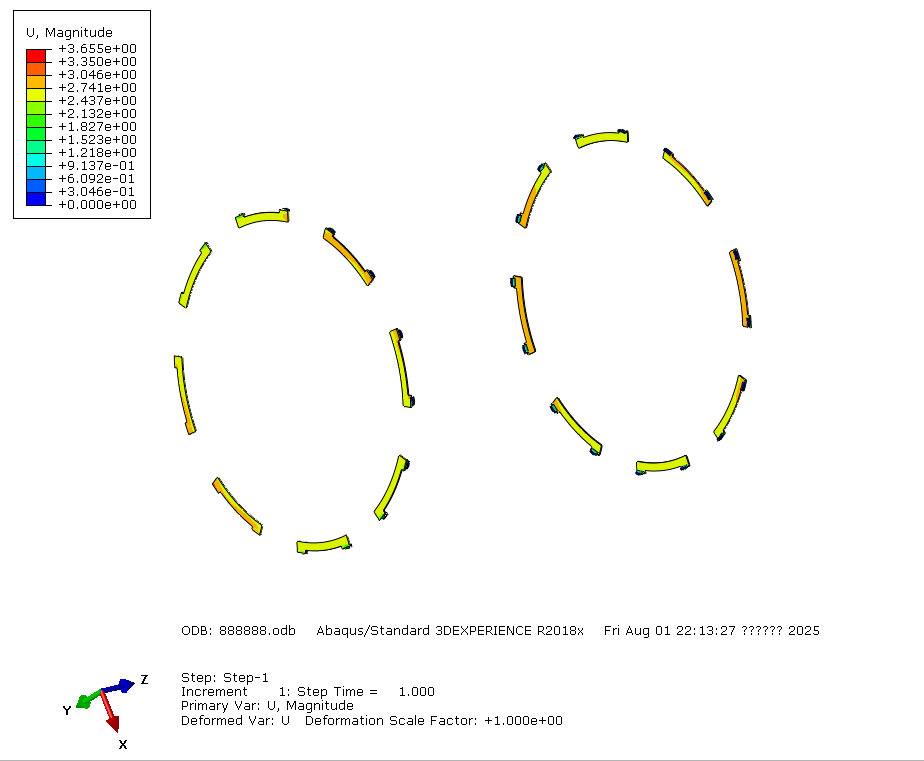 U, Magnitude
+3.655e+00
+3.350e+00
+3.046e+00
+2.741e+00
+2.437e+00
+2.132e+00
+1.827e+00
+1.523e+00
+1.218e+00
+9.137e-01
+6.092e-01
+3.046e-01
+0.000e+00
ODB: 888888.odb Abaqus/Standard 3DEXPERIENCE R2018x Fri Aug 01 22:13:27 ?????? 2025
Z
Y
X
Step: Step-1
Increment 1: Step Time = 1.000
Primary Var: U, Magnitude
Deformed Var: U Deformation Scale Factor: +1.000e+00